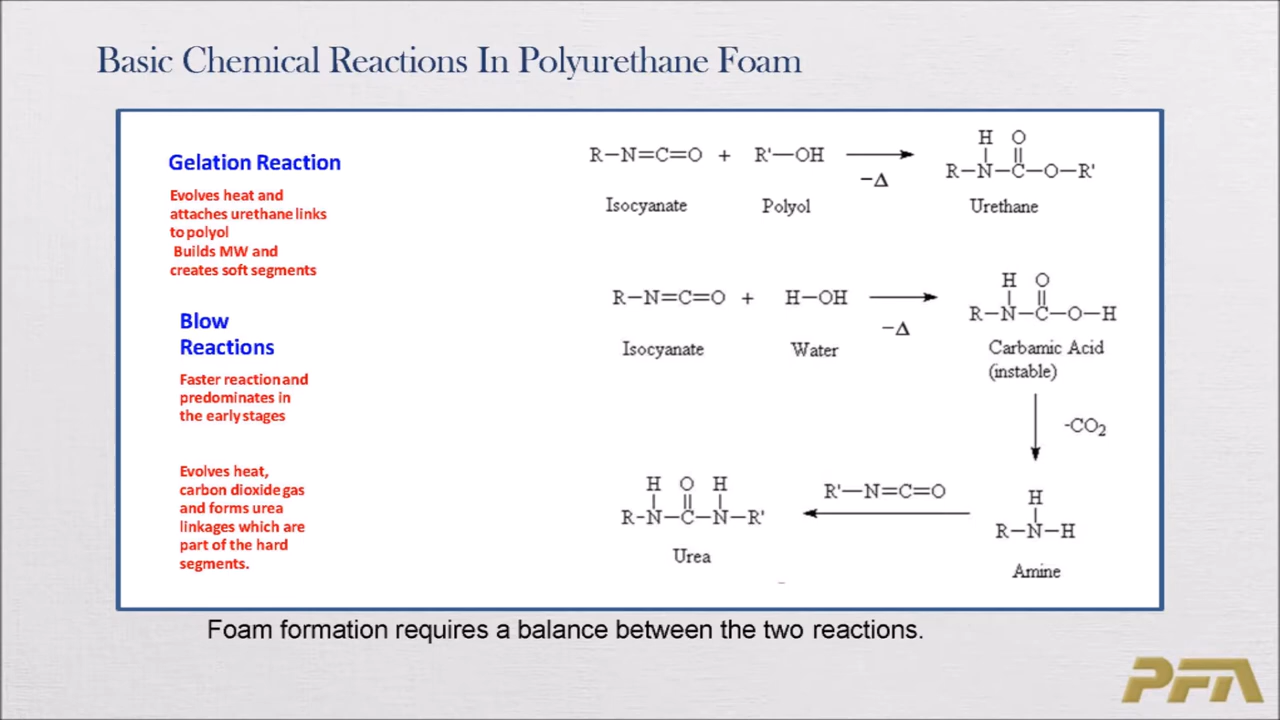 Basic Chemical Reactions In Polyurethane Foam
Gelation Reaction
Evolves heat and
attaches urethane links
to polyol
Builds MW and
creates soft segments
R–N=C=O + R'–OH
–Δ
H O
R–N–C–O–R'
Isocyanate
Polyol
Urethane
Blow
Reactions
Faster reaction and
predominates in
the early stages
R–N=C=O + H–OH
–Δ
H O
R–N–C–O–H
Isocyanate
Water
Carbamic Acid
(instable)
-CO₂
Evolves heat,
carbon dioxide gas
and forms urea
linkages which are
part of the hard
segments.
H O H
R–N–C–N–R'
Urea
R'–N=C=O
H
R–N–H
Amine
Foam formation requires a balance between the two reactions.
PFA